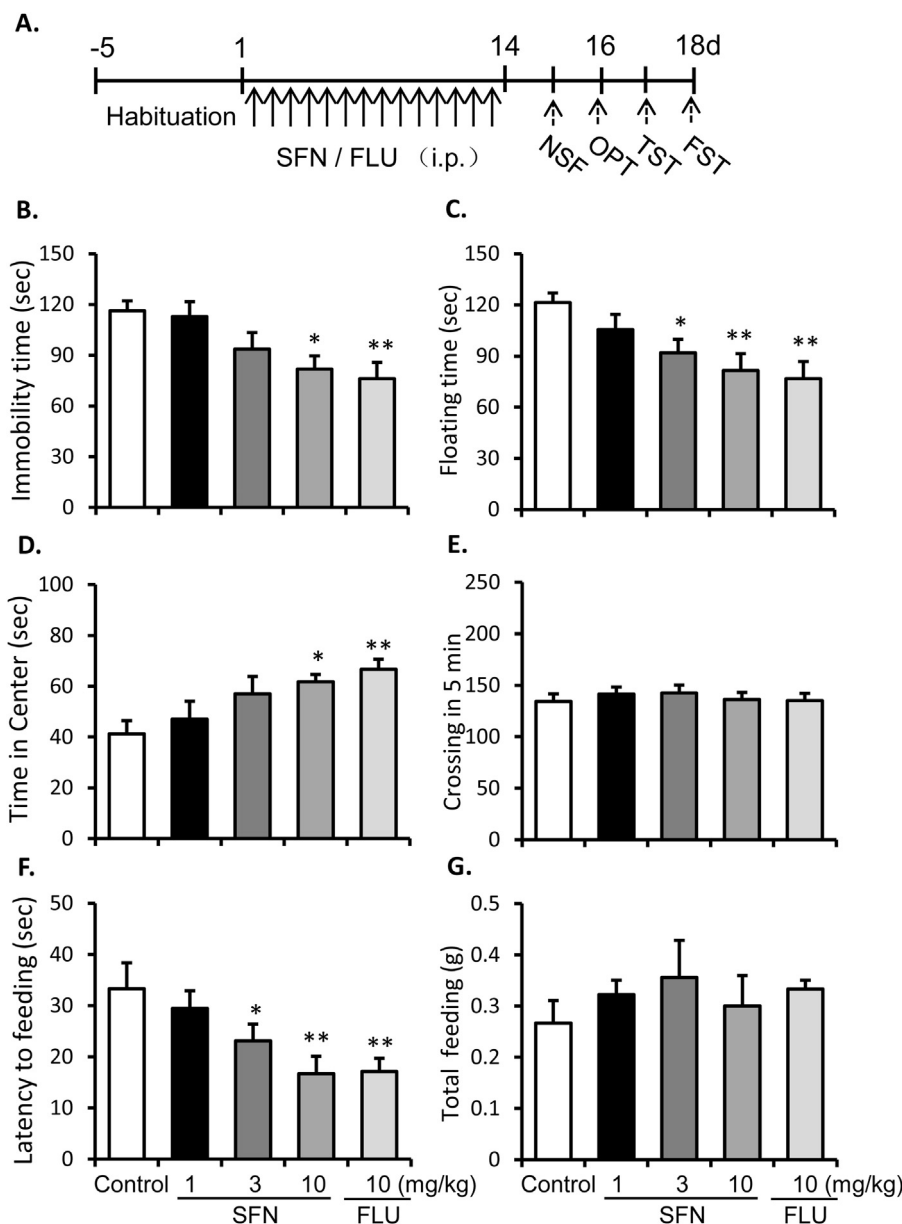 A.
-5 1 14 16 18d
Habituation
SFN / FLU (i.p.)
NSF OPT TST FST
B.
Immobility time (sec)
150
120
90
60
30
0
* **
C.
Floating time (sec)
150
120
90
60
30
0
* ** **
D.
Time in Center (sec)
100
80
60
40
20
0
* **
E.
Crossing in 5 min
250
200
150
100
50
0
F.
Latency to feeding (sec)
50
40
30
20
10
0
* ** **
Control 1 3 10 10 (mg/kg)
SFN FLU
G.
Total feeding (g)
0.5
0.4
0.3
0.2
0.1
0
Control 1 3 10 10 (mg/kg)
SFN FLU